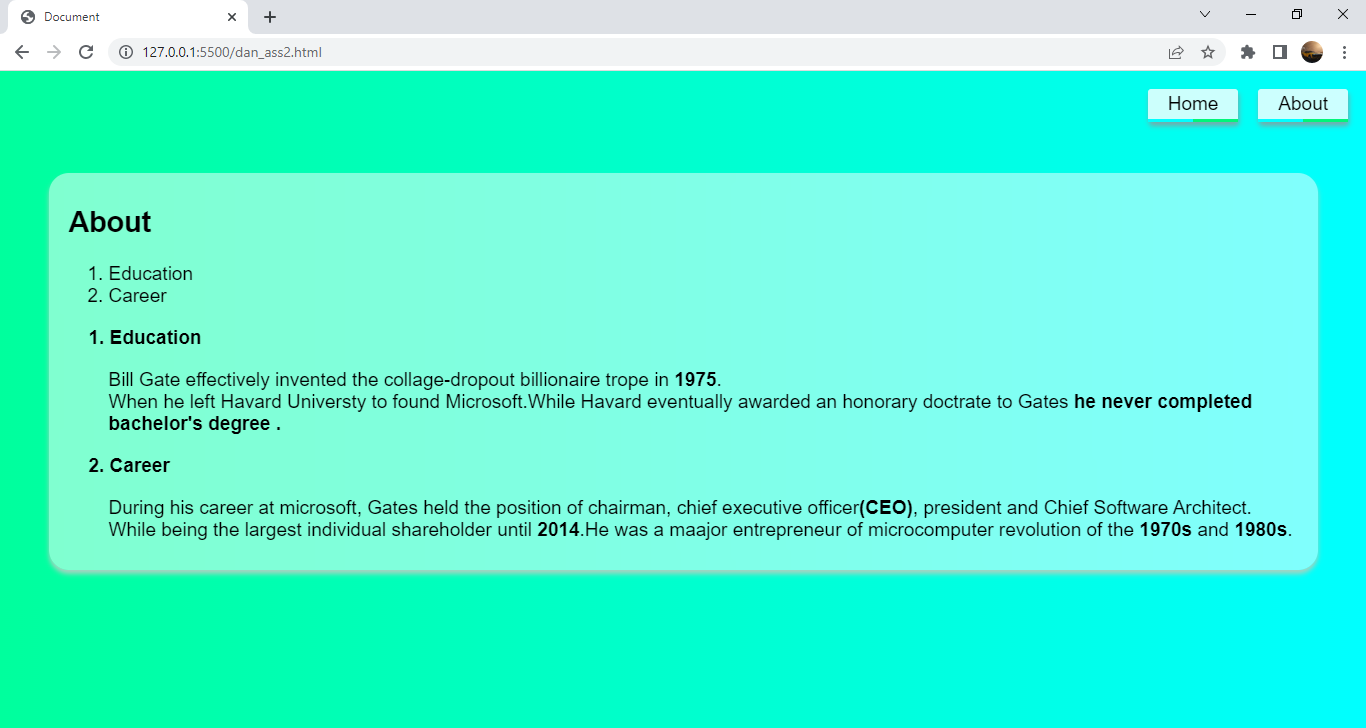 Document
127.0.0.1:5500/dan_ass2.html
Home About
About
1. Education
2. Career
1. Education
Bill Gate effectively invented the collage-dropout billionaire trope in 1975.
When he left Havard Universty to found Microsoft.While Havard eventually awarded an honorary doctrate to Gates he never completed
bachelor's degree .
2. Career
During his career at microsoft, Gates held the position of chairman, chief executive officer(CEO), president and Chief Software Architect.
While being the largest individual shareholder until 2014.He was a maajor entrepreneur of microcomputer revolution of the 1970s and 1980s.